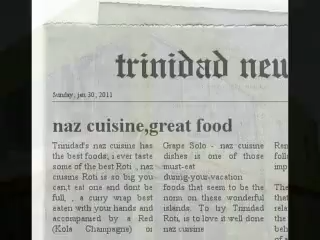 trinidad new
Sunday, jan 30, 2011
naz cuisine,great food
Trinidad's naz cuisine has
the best foods, i ever taste
some of the best Roti , naz
cruisine Roti is so big you
can,t eat one and dont be
full, , a curry wrap best
eaten with your hands and
accompanied by a Red
(Kola Champagne) or
Grape Solo - naz cuisine
dishes is one of those
must-eat
during-your-vacation
foods that seem to be the
norm on these wonderful
islands. To try Trinidad
Roti, is to love it well done
naz cuisine